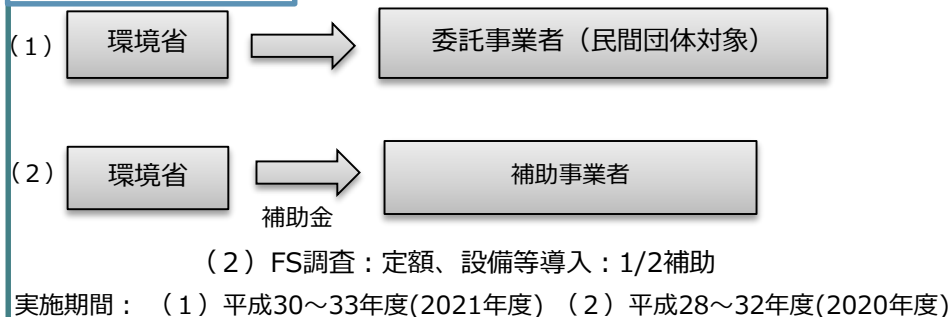 （1） 環境省 委託事業者（民間団体対象）
（2） 環境省 補助事業者
補助金
（2）FS調査：定額、設備等導入：1/2補助
実施期間： （1）平成30～33年度(2021年度) （2）平成28～32年度(2020年度)